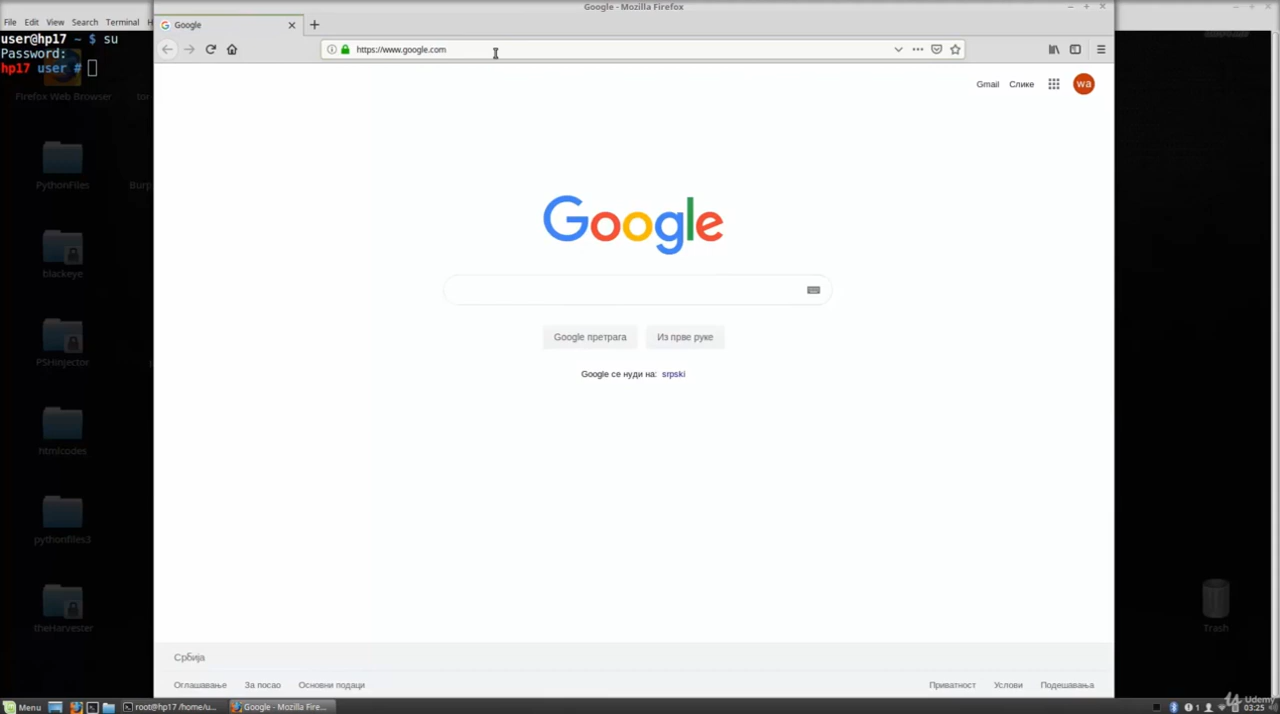 Google - Mozilla Firefox
File Edit View Search Terminal
Google
user@hp17 ~ $ su
https://www.google.com
Password:
hp17 user #
Gmail Слике
wa
Firefox Web Browser
tor
PythonFiles
Burp
Google
blackeye
Google претрага Из прве руке
PSHinjector
Google се нуди на: srpski
htmlcodes
pythonfiles3
theHarvester
Trash
Србија
Оглашавање За посао Основни подаци Приватност Услови Подешавања
Menu root@hp17 /home/u... Google - Mozilla Fire... 1 03:25
Udemy